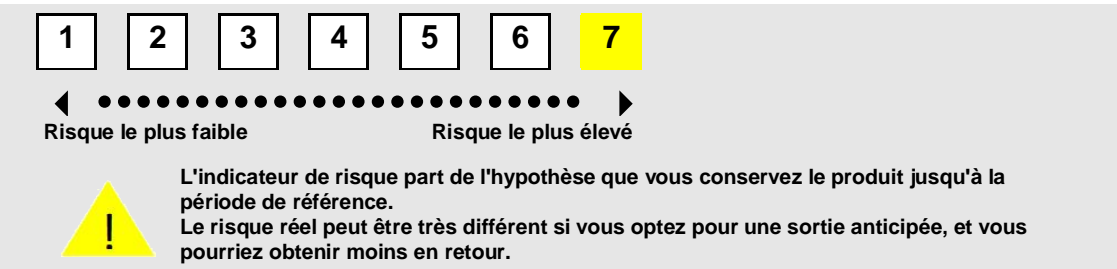 1 2 3 4 5 6 7
Risque le plus faible Risque le plus élevé
L'indicateur de risque part de l'hypothèse que vous conservez le produit jusqu'à la
période de référence.
Le risque réel peut être très différent si vous optez pour une sortie anticipée, et vous
pourriez obtenir moins en retour.
!